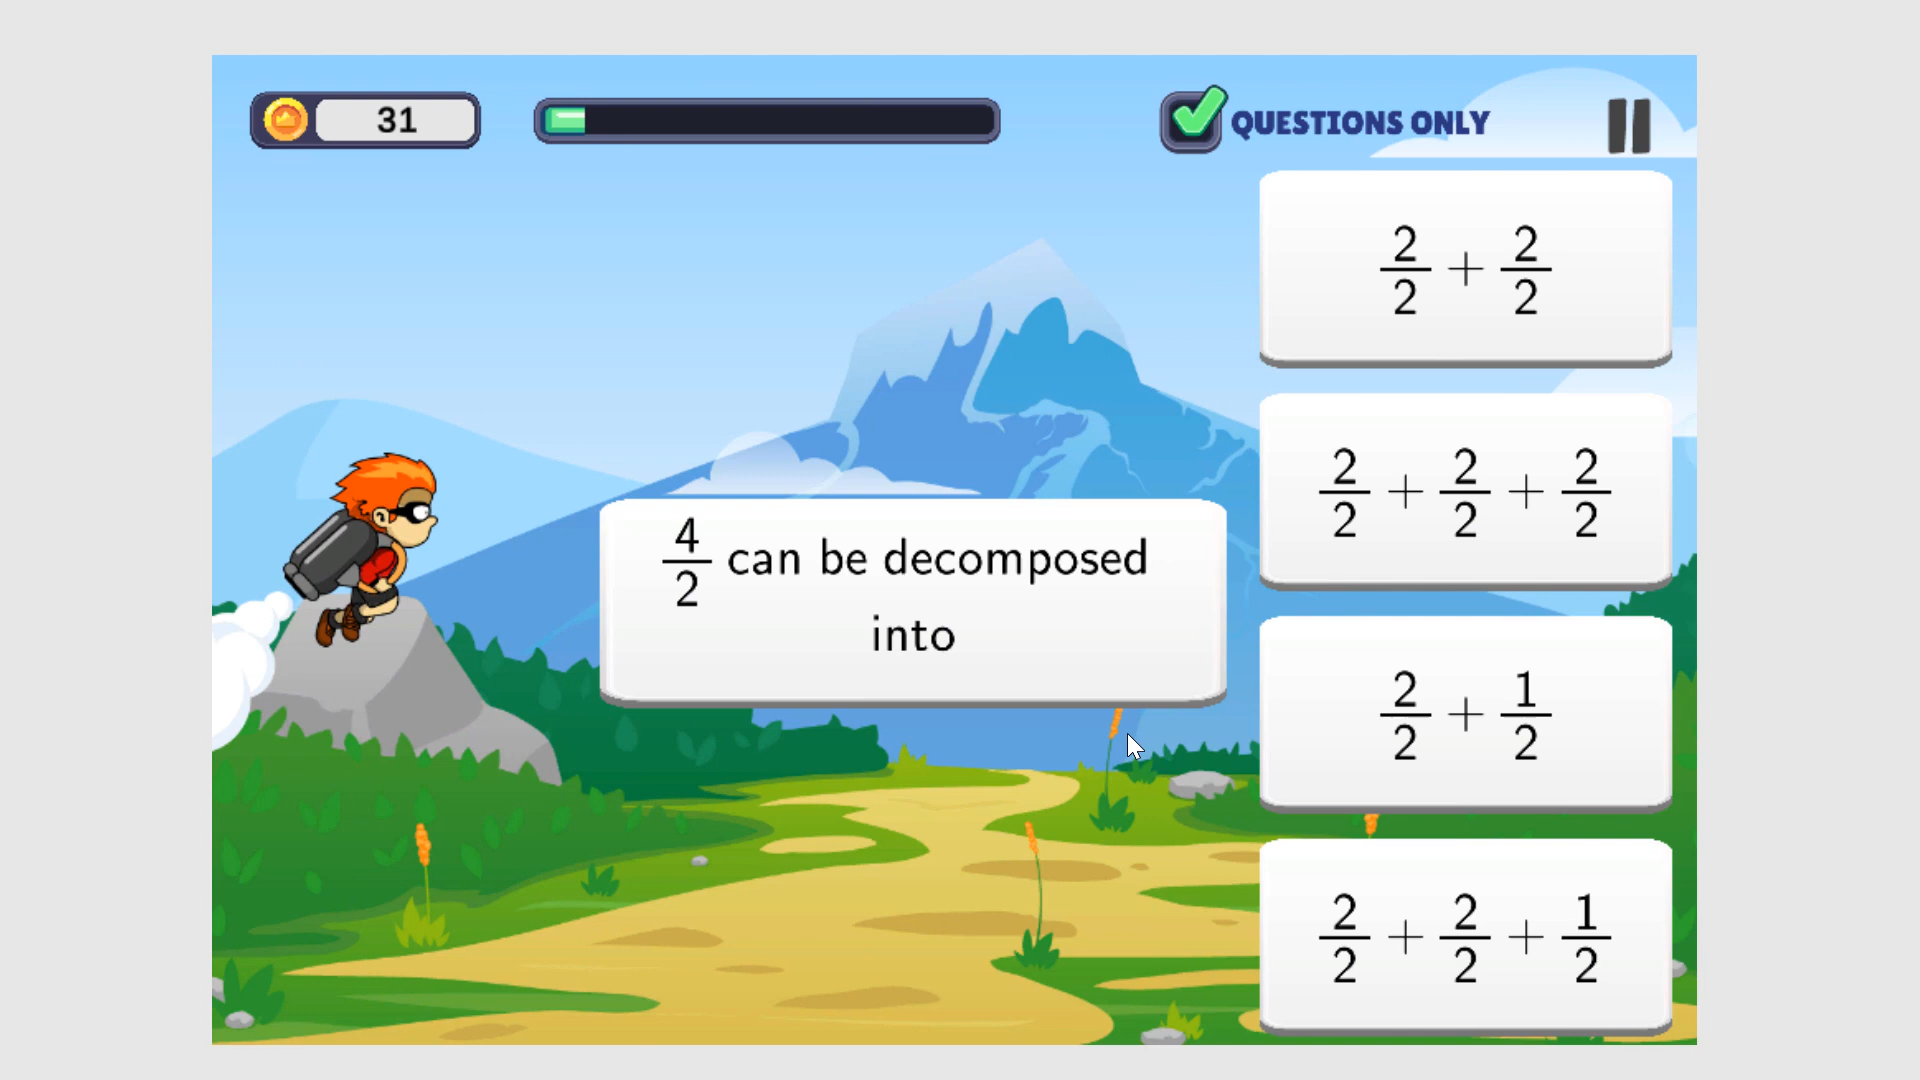 31
QUESTIONS ONLY
2/2 + 2/2
2/2 + 2/2 + 2/2
4/2 can be decomposed
into
2/2 + 1/2
2/2 + 2/2 + 1/2